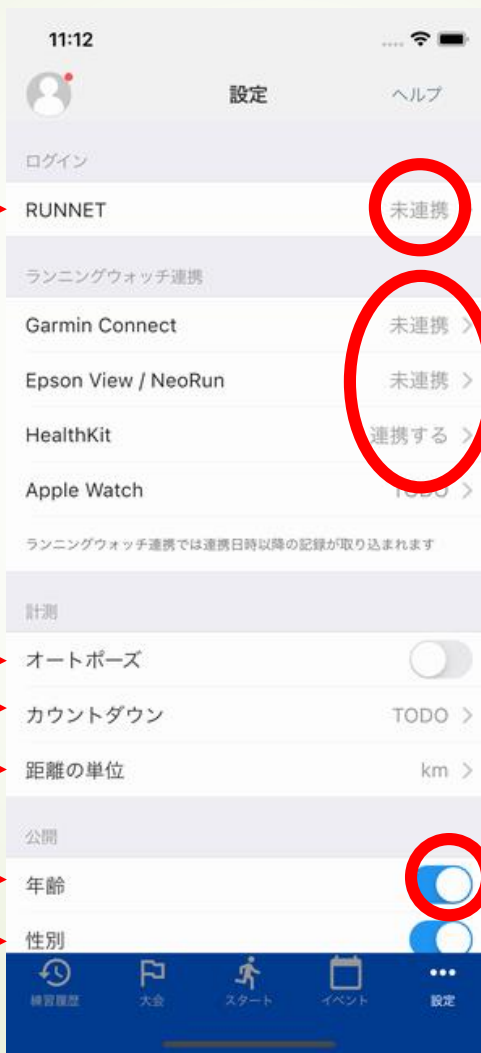 11:12
設定 ヘルプ
ログイン
RUNNET 未連携
ランニングウォッチ連携
Garmin Connect 未連携
Epson View / NeoRun 未連携
HealthKit 連携する
Apple Watch TODO
ランニングウォッチ連携では連携日時以降の記録が取り込まれます
計測
オートポーズ
カウントダウン TODO
距離の単位 km
公開
年齢
性別
練習履歴 大会 スタート イベント 設定